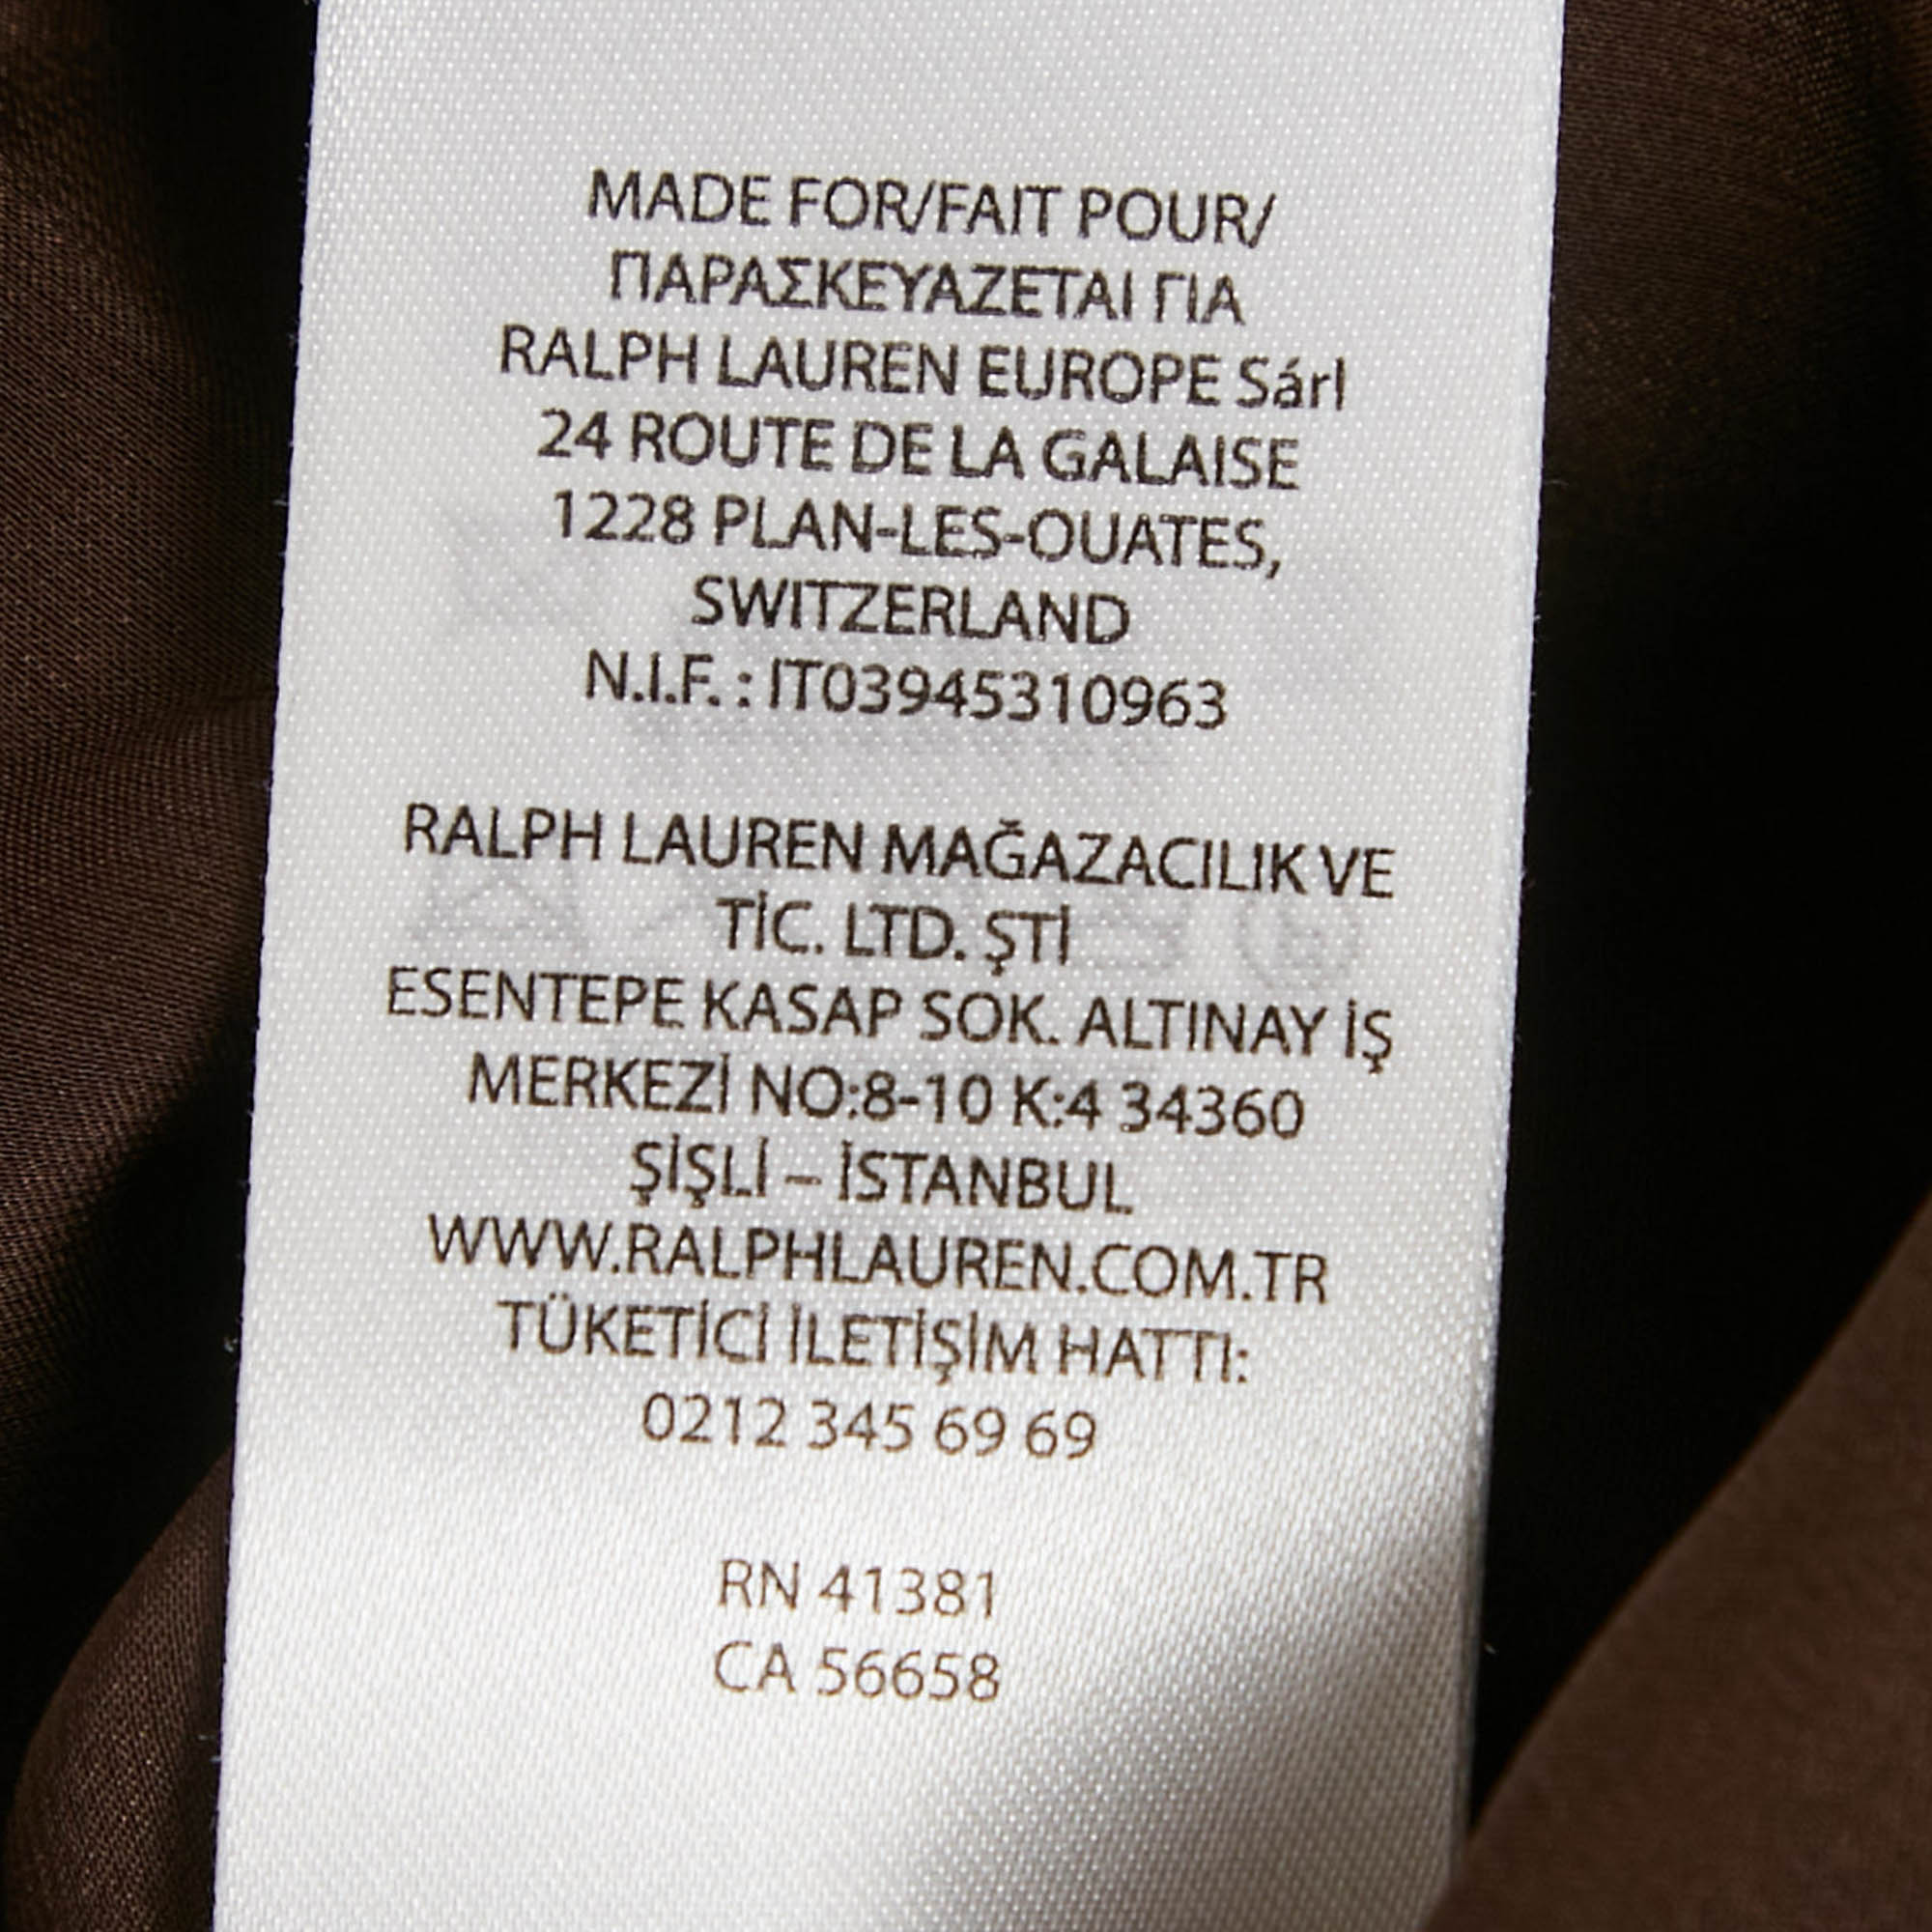 MADE FOR/FAIT POUR/
ΠΑΡΑΣΚΕΥΑΖΕΤΑΙ ΓΙΑ
RALPH LAUREN EUROPE Sárl
24 ROUTE DE LA GALAISE
1228 PLAN-LES-OUATES,
SWITZERLAND
N.I.F. : IT03945310963
RALPH LAUREN MAĞAZACILIK VE
TİC. LTD. ŞTİ
ESENTEPE KASAP SOK. ALTINAY İŞ
MERKEZİ NO:8-10 K:4 34360
ŞİŞLİ – İSTANBUL
WWW.RALPHLAUREN.COM.TR
TÜKETİCİ İLETİŞİM HATTI:
0212 345 69 69
RN 41381
CA 56658